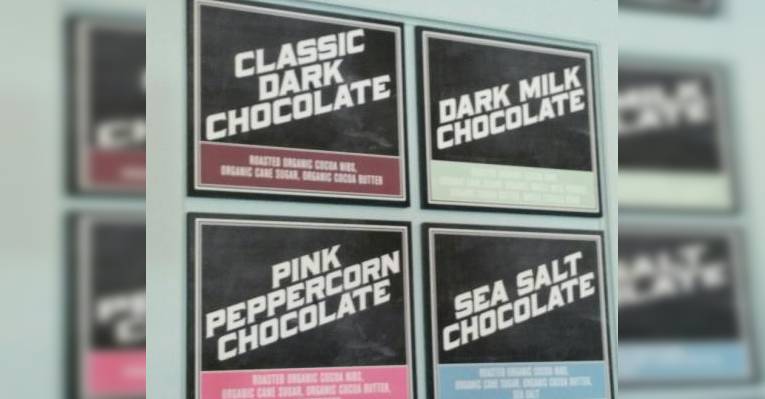 CLASSIC
DARK
CHOCOLATE
ROASTED ORGANIC COCOA NIBS,
ORGANIC CANE SUGAR, ORGANIC COCOA BUTTER
DARK MILK
CHOCOLATE
PINK
PEPPERCORN
CHOCOLATE
ROASTED ORGANIC COCOA NIBS,
ORGANIC CANE SUGAR, ORGANIC COCOA BUTTER,
SEA SALT
CHOCOLATE
ROASTED ORGANIC COCOA NIBS,
ORGANIC CANE SUGAR, ORGANIC COCOA BUTTER,
SEA SALT